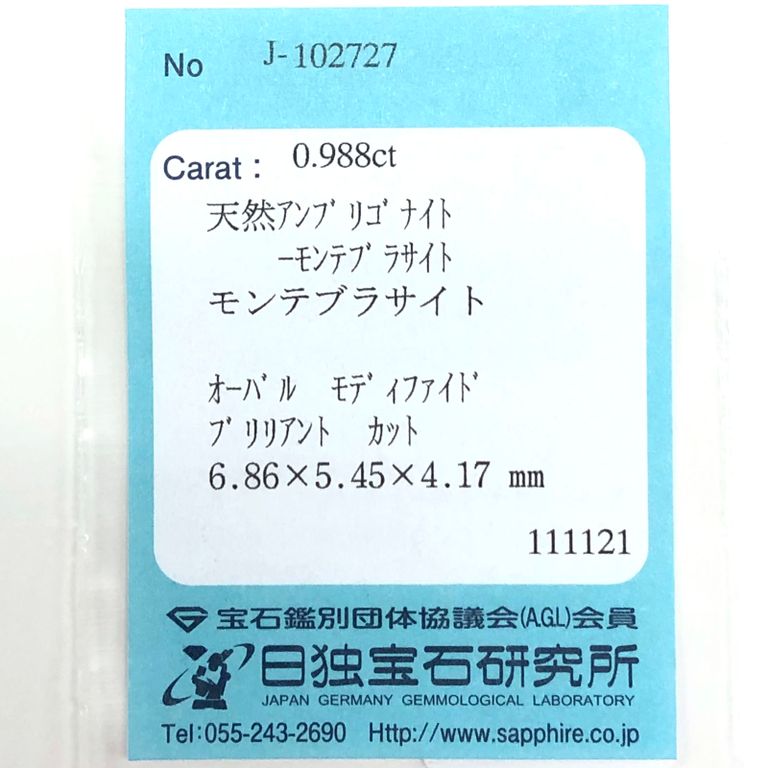 No J-102727
Carat : 0.988ct
天然ｱﾝﾌﾞﾘｺﾞﾅｲﾄ
ｰﾓﾝﾃﾌﾞﾗｻｲﾄ
モンテブラサイト
ｵｰﾊﾞﾙ ﾓﾃﾞｨﾌｧｲﾄﾞ
ﾌﾞﾘﾘｱﾝﾄ ｶｯﾄ
6.86×5.45×4.17 mm
111121
宝石鑑別団体協議会(A.G.L)会員
日独宝石研究所
JAPAN GERMANY GEMMOLOGICAL LABORATORY
Tel:055-243-2690 Http://www.sapphire.co.jp